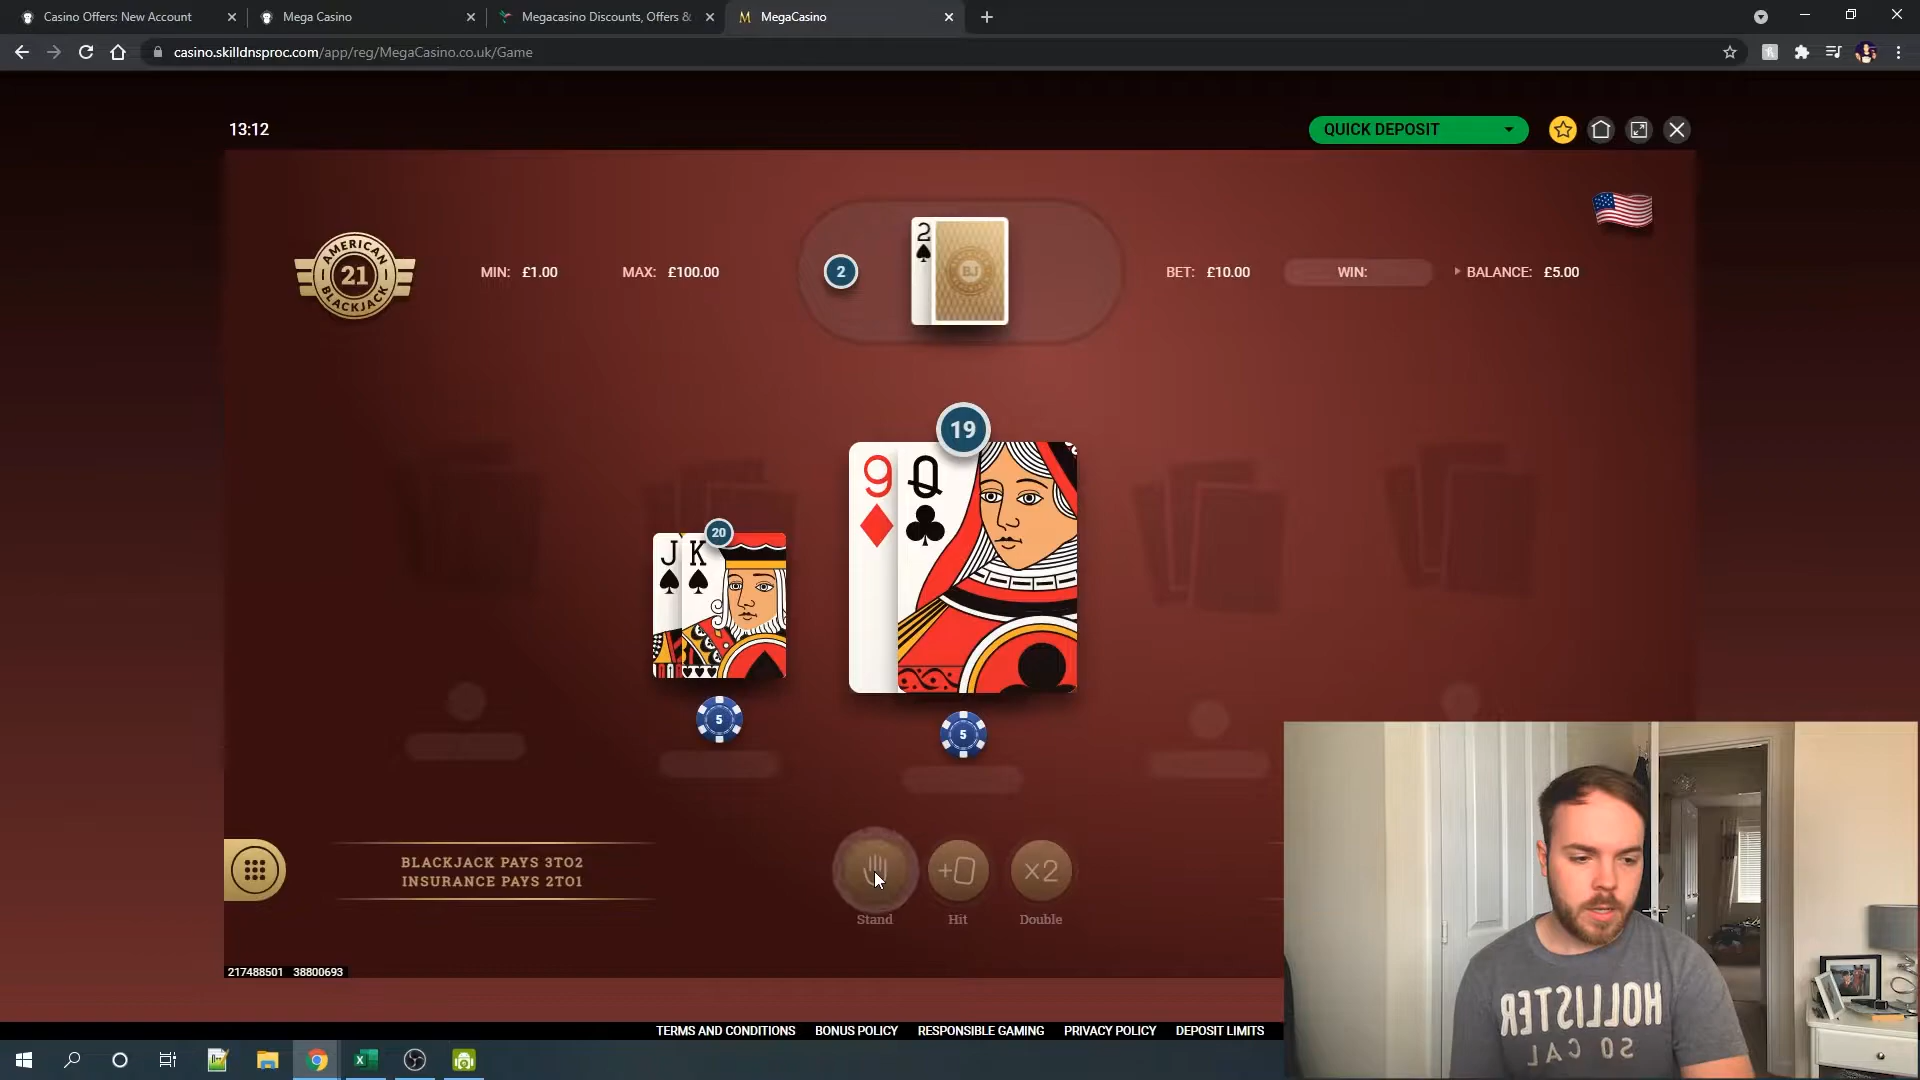 Casino Offers: New Account
Mega Casino
Megacasino Discounts, Offers &
MegaCasino
casino.skilldnsproc.com/app/reg/MegaCasino.co.uk/Game
13:12
QUICK DEPOSIT
AMERICAN
21
BLACKJACK
MIN: £1.00
MAX: £100.00
2
2
BJ
BET: £10.00
WIN:
BALANCE: £5.00
19
9 Q
20
J K
5
5
BLACKJACK PAYS 3TO2
INSURANCE PAYS 2TO1
+
x2
Stand
Hit
Double
HOLLISTER
SO CAL
217488501 38800693
TERMS AND CONDITIONS
BONUS POLICY
RESPONSIBLE GAMING
PRIVACY POLICY
DEPOSIT LIMITS